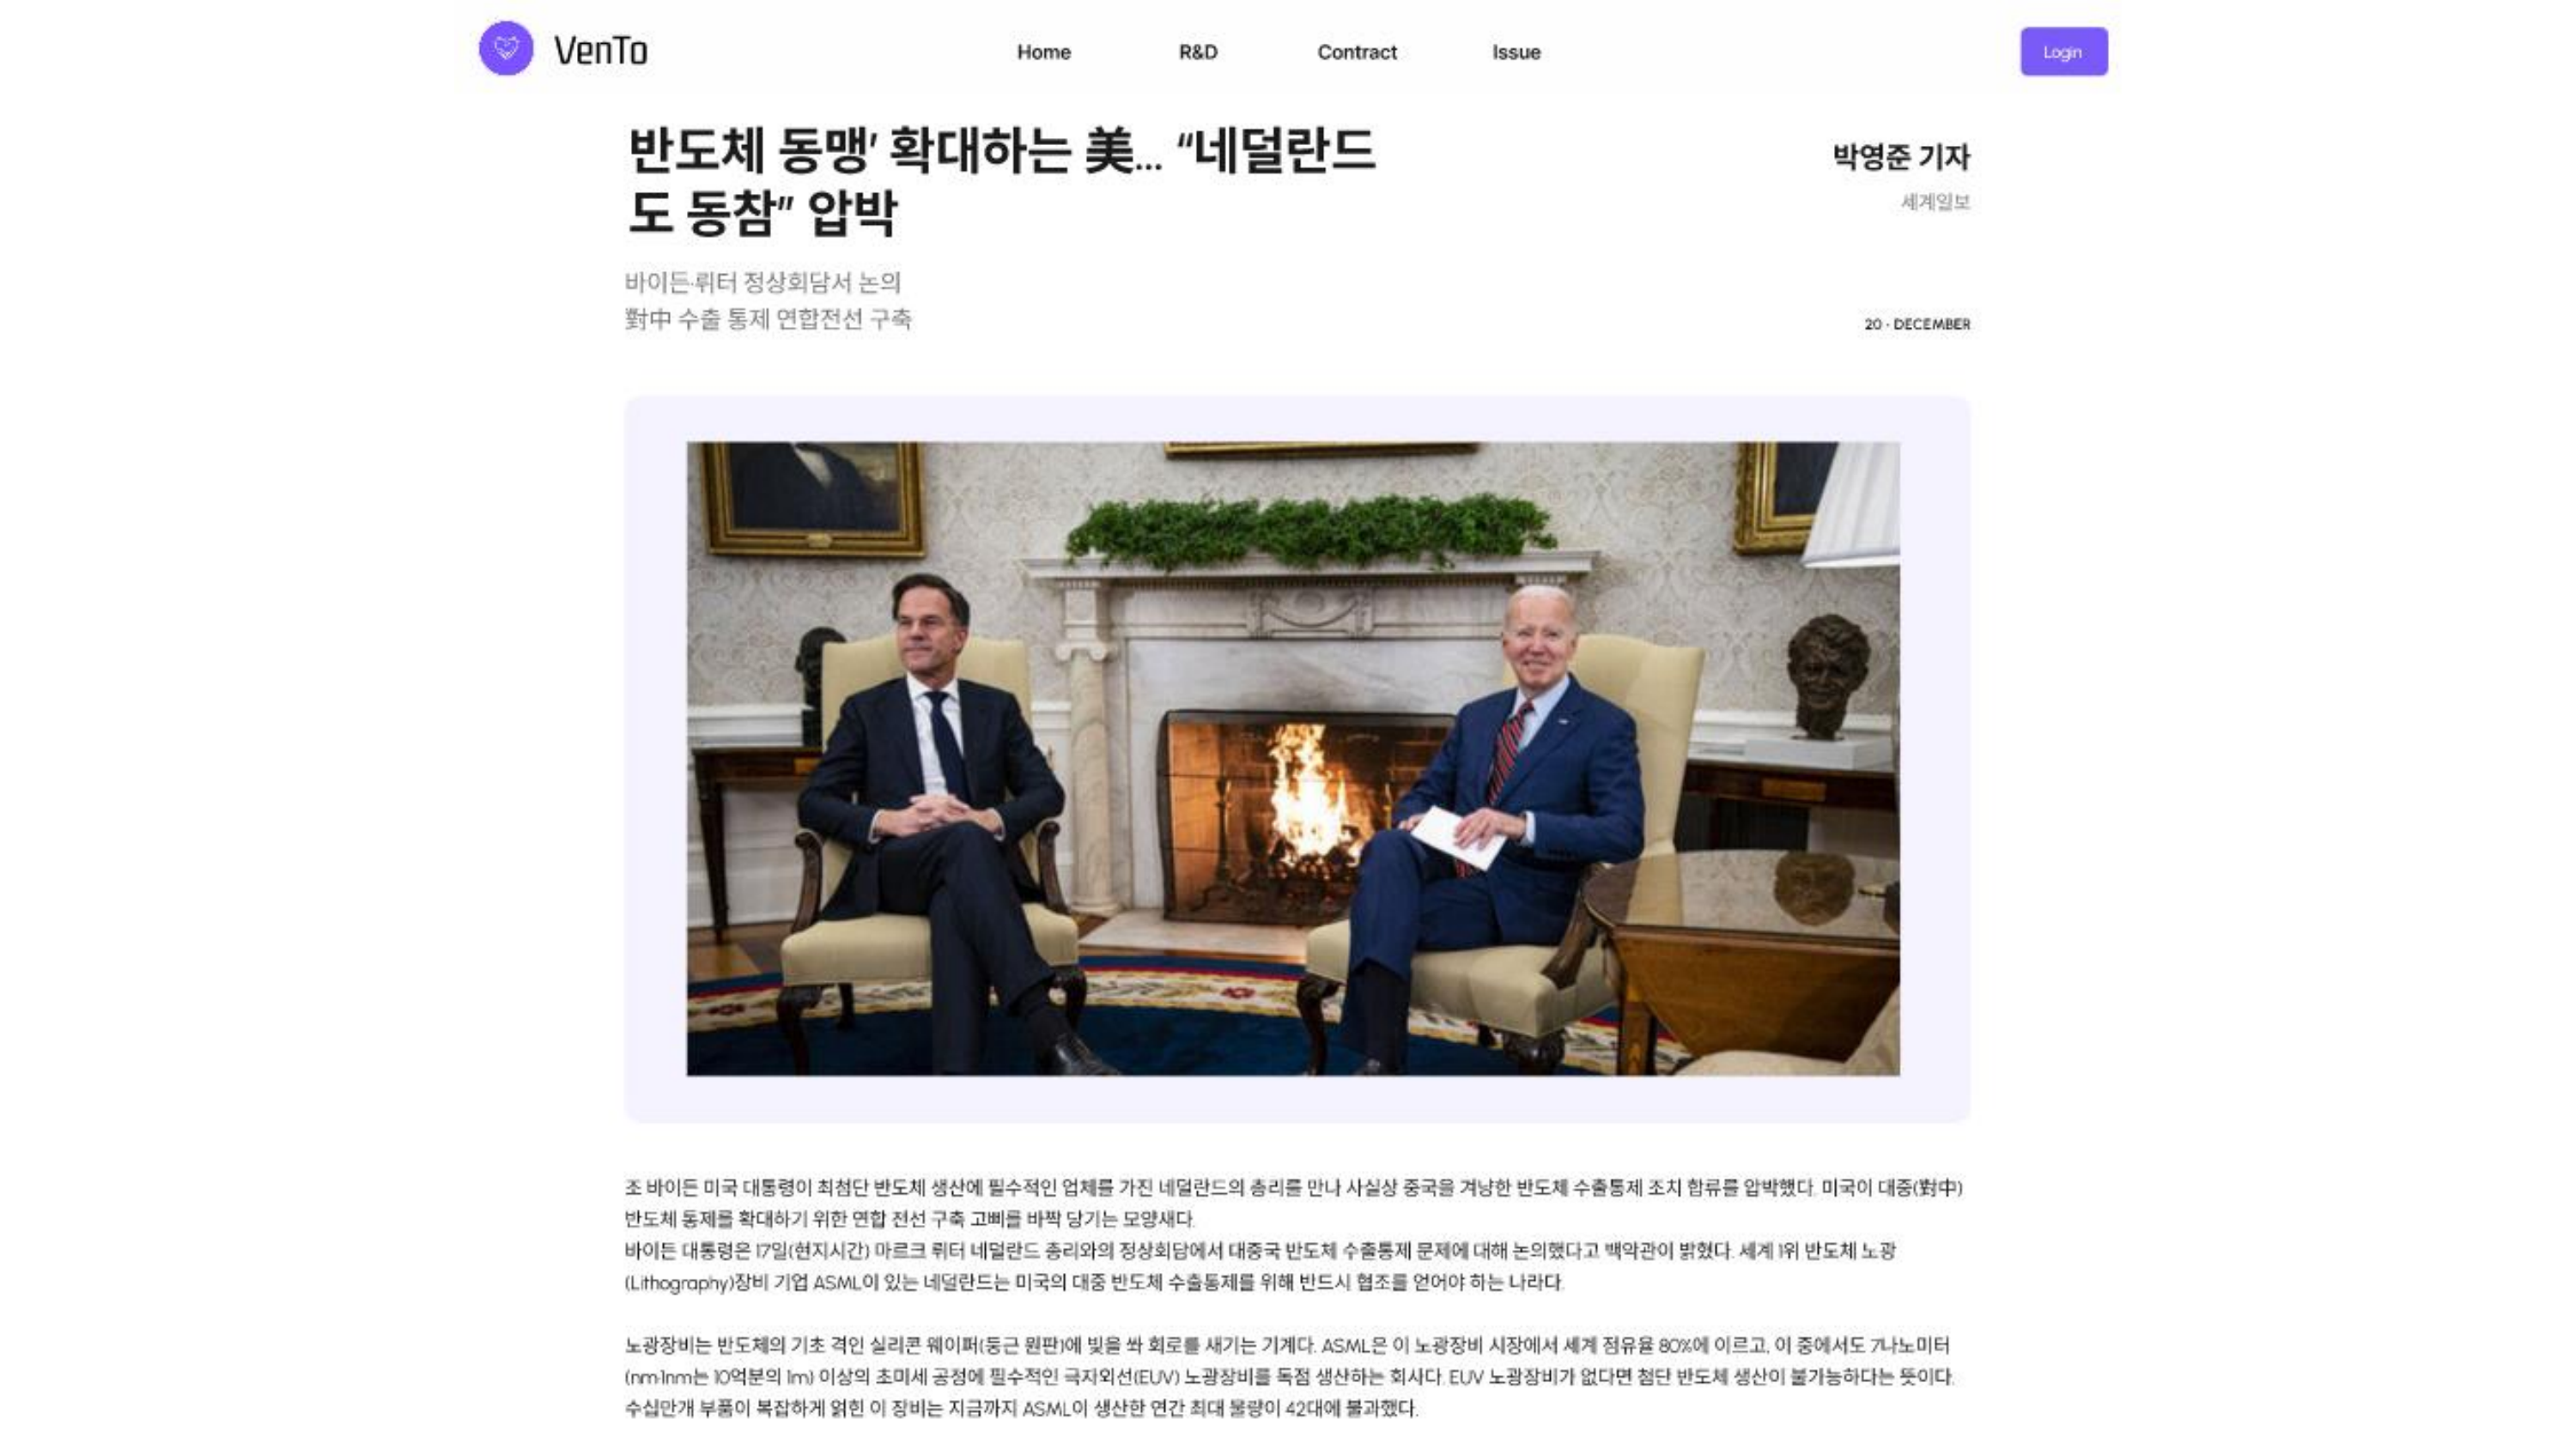 VenTo
Home
R&D
Contract
Issue
Login
반도체 동맹’ 확대하는 美... “네덜란드
도 동참” 압박
박영준 기자
세계일보
바이든·뤼터 정상회담서 논의
對中 수출 통제 연합전선 구축
20 · DECEMBER
조 바이든 미국 대통령이 최첨단 반도체 생산에 필수적인 업체를 가진 네덜란드의 총리를 만나 사실상 중국을 겨냥한 반도체 수출통제 조치 합류를 압박했다. 미국이 대중(對中)
반도체 통제를 확대하기 위한 연합 전선 구축 고삐를 바짝 당기는 모양새다.
바이든 대통령은 17일(현지시간) 마르크 뤼터 네덜란드 총리와의 정상회담에서 대중국 반도체 수출통제 문제에 대해 논의했다고 백악관이 밝혔다. 세계 1위 반도체 노광
(Lithography)장비 기업 ASML이 있는 네덜란드는 미국의 대중 반도체 수출통제를 위해 반드시 협조를 얻어야 하는 나라다.
노광장비는 반도체의 기초 격인 실리콘 웨이퍼(둥근 원판)에 빛을 쏴 회로를 새기는 기계다. ASML은 이 노광장비 시장에서 세계 점유율 80%에 이르고, 이 중에서도 7나노미터
(nm·1nm는 10억분의 1m) 이상의 초미세 공정에 필수적인 극자외선(EUV) 노광장비를 독점 생산하는 회사다. EUV 노광장비가 없다면 첨단 반도체 생산이 불가능하다는 뜻이다.
수십만개 부품이 복잡하게 얽힌 이 장비는 지금까지 ASML이 생산한 연간 최대 물량이 42대에 불과했다.